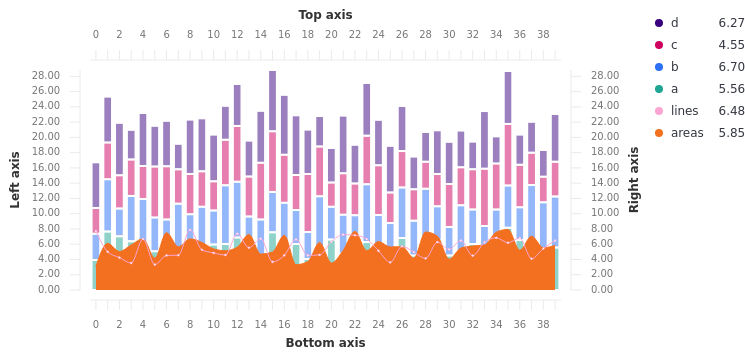 Top axis
0 2 4 6 8 10 12 14 16 18 20 22 24 26 28 30 32 34 36 38
Left axis
28.00
26.00
24.00
22.00
20.00
18.00
16.00
14.00
12.00
10.00
8.00
6.00
4.00
2.00
0.00
28.00
26.00
24.00
22.00
20.00
18.00
16.00
14.00
12.00
10.00
8.00
6.00
4.00
2.00
0.00
Right axis
0 2 4 6 8 10 12 14 16 18 20 22 24 26 28 30 32 34 36 38
Bottom axis
d 6.27
c 4.55
b 6.70
a 5.56
lines 6.48
areas 5.85